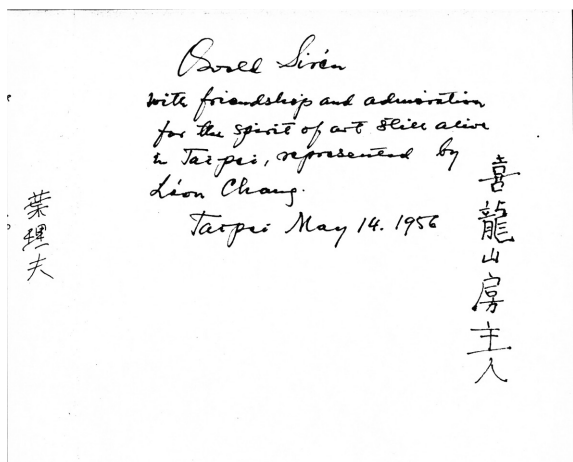 Osvald Sirén
with friendship and admiration
for the spirit of art still alive
in Taipei, represented by
Léon Chang.
Taipei May 14. 1956
喜龍山房主人
葉理夫